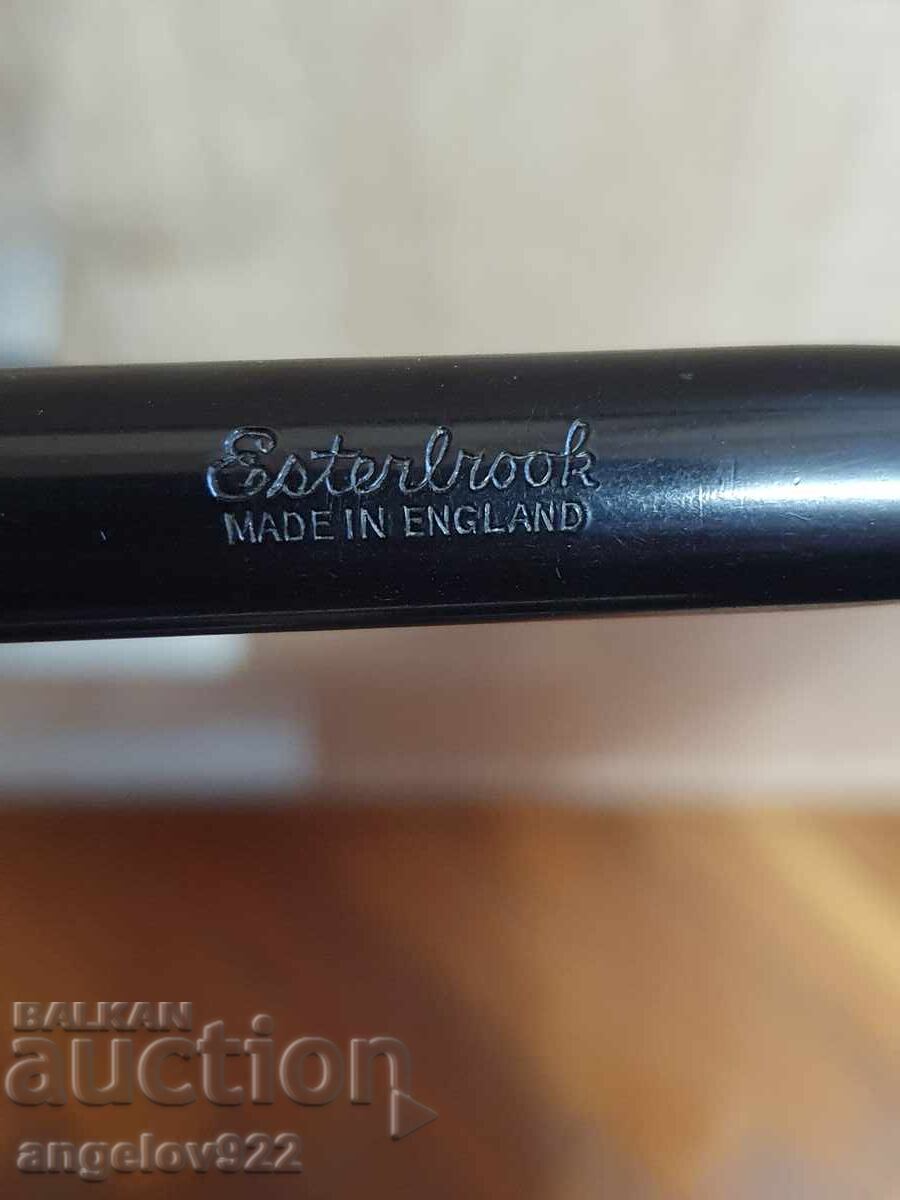 Esterbrook
MADE IN ENGLAND
BALKAN
auction
angelov922